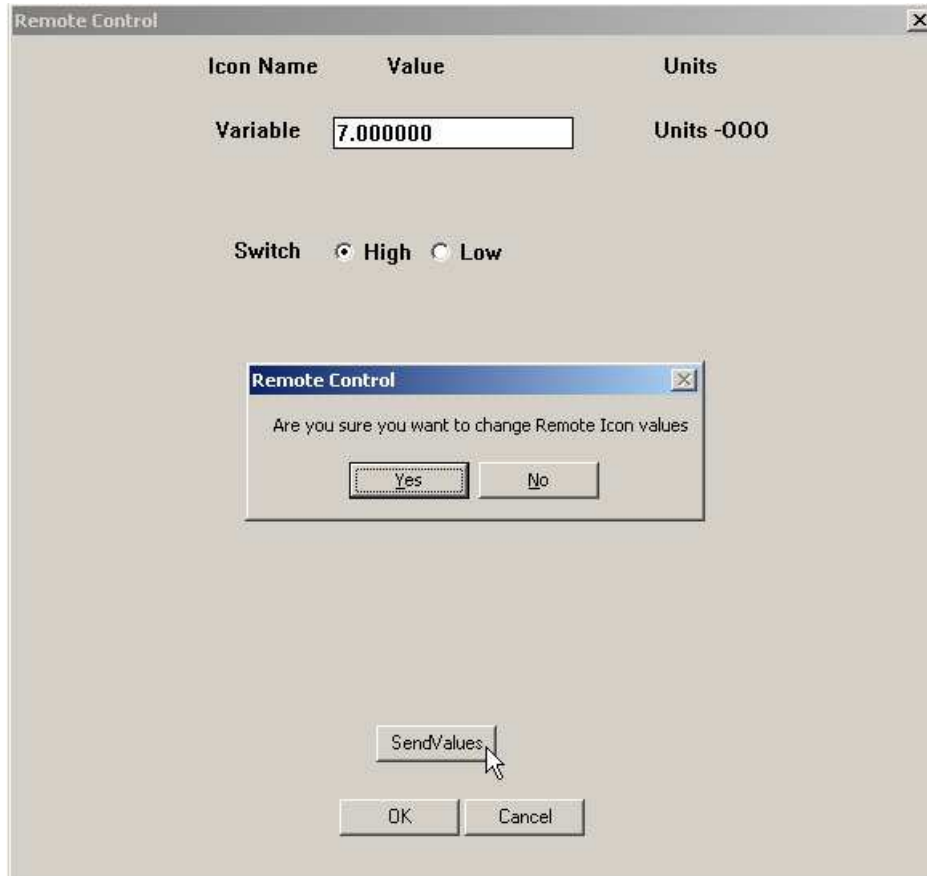 Remote Control
Icon Name Value Units
Variable 7.000000 Units -000
Switch High Low
Remote Control
Are you sure you want to change Remote Icon values
Yes No
SendValues
OK Cancel